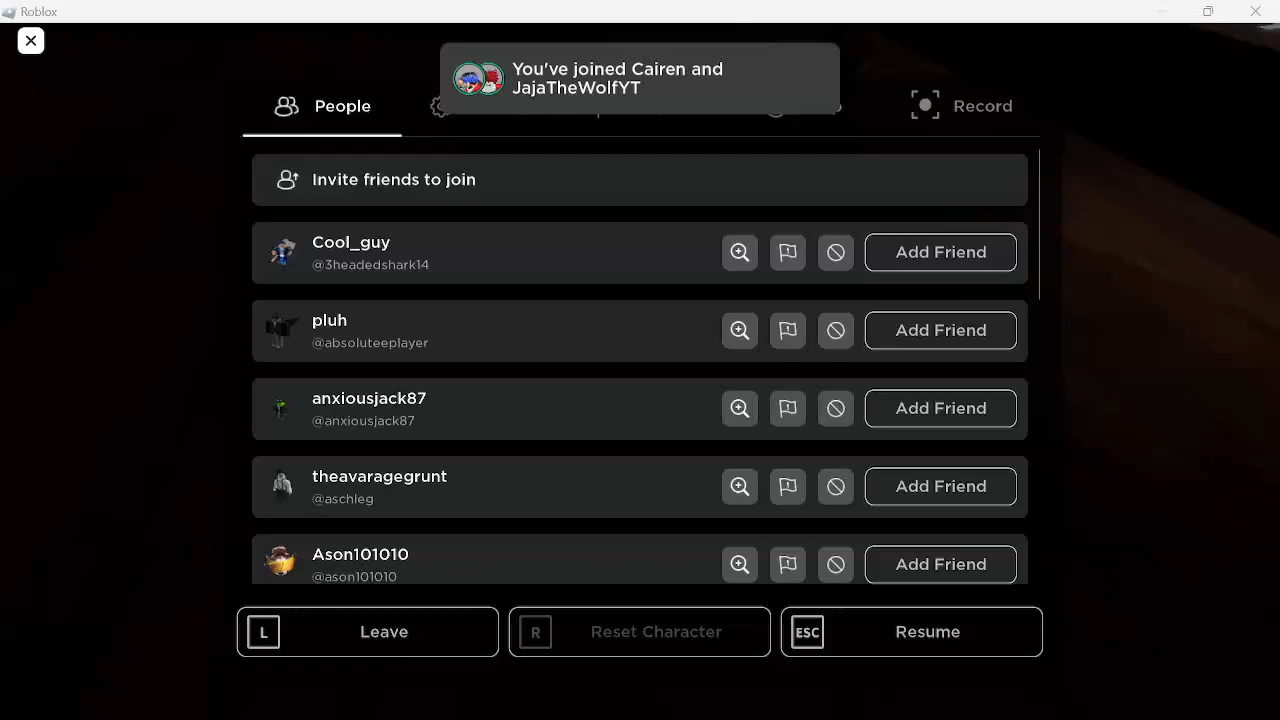 Roblox
You've joined Cairen and
JajaTheWolfYT
People
Record
Invite friends to join
Cool_guy
@3headedshark14
Add Friend
pluh
@absoluteeplayer
Add Friend
anxiousjack87
@anxiousjack87
Add Friend
theavaragegrunt
@aschleg
Add Friend
Ason101010
@ason101010
Add Friend
L Leave
R Reset Character
ESC Resume